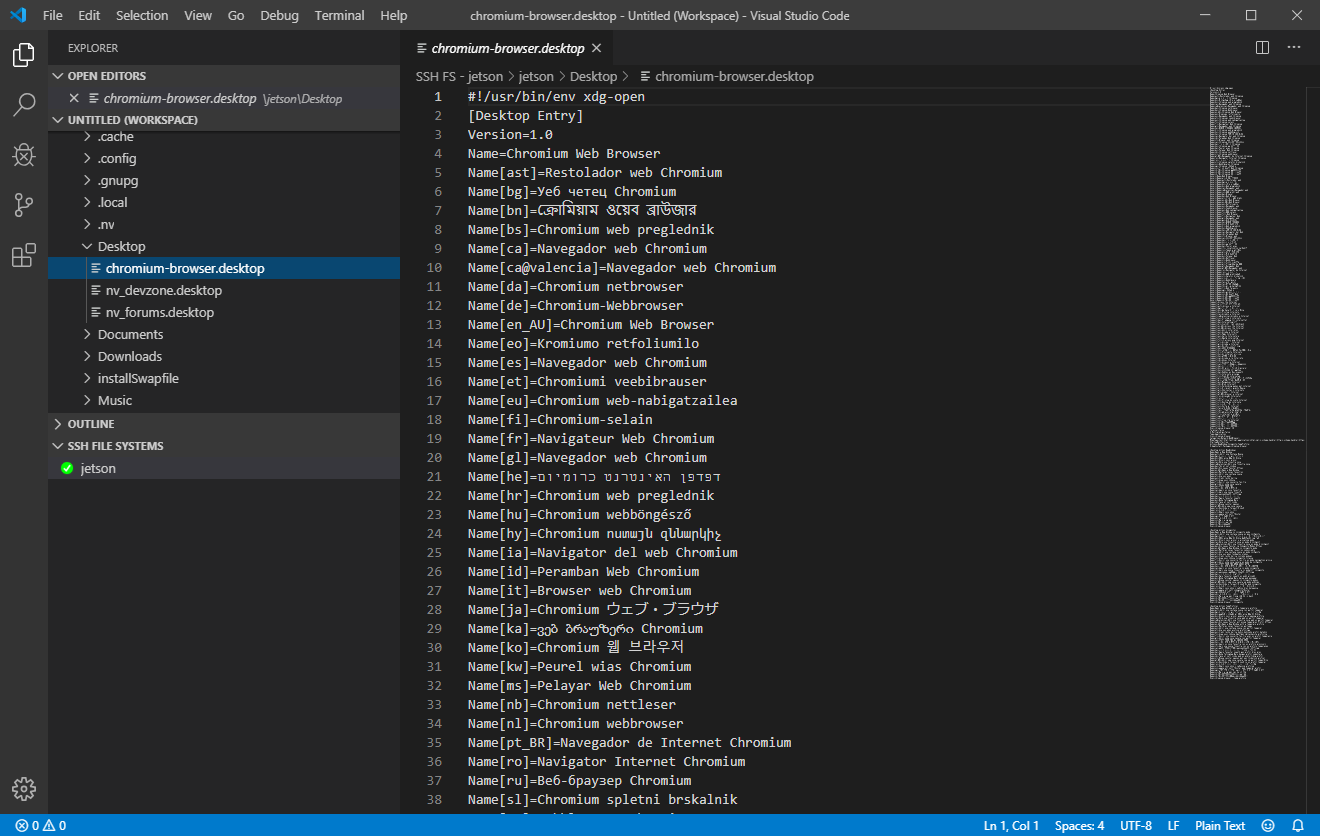 File Edit Selection View Go Debug Terminal Help chromium-browser.desktop - Untitled (Workspace) - Visual Studio Code
EXPLORER
OPEN EDITORS
chromium-browser.desktop \jetson\Desktop
UNTITLED (WORKSPACE)
.cache
.config
.gnupg
.local
.nv
Desktop
chromium-browser.desktop
nv_devzone.desktop
nv_forums.desktop
Documents
Downloads
installSwapfile
Music
OUTLINE
SSH FILE SYSTEMS
jetson
chromium-browser.desktop
SSH FS - jetson > jetson > Desktop > chromium-browser.desktop
1 #!/usr/bin/env xdg-open
2 [Desktop Entry]
3 Version=1.0
4 Name=Chromium Web Browser
5 Name[ast]=Restolador web Chromium
6 Name[bg]=Уеб четец Chromium
7 Name[bn]=ক্রোমিয়াম ওয়েব ব্রাউজার
8 Name[bs]=Chromium web preglednik
9 Name[ca]=Navegador web Chromium
10 Name[ca@valencia]=Navegador web Chromium
11 Name[da]=Chromium netbrowser
12 Name[de]=Chromium-Webbrowser
13 Name[en_AU]=Chromium Web Browser
14 Name[eo]=Kromiumo retfoliumilo
15 Name[es]=Navegador web Chromium
16 Name[et]=Chromiumi veebibrauser
17 Name[eu]=Chromium web-nabigatzailea
18 Name[fi]=Chromium-selain
19 Name[fr]=Navigateur Web Chromium
20 Name[gl]=Navegador web Chromium
21 Name[he]=דפדפן האינטרנט כרומיום
22 Name[hr]=Chromium web preglednik
23 Name[hu]=Chromium webböngésző
24 Name[hy]=Chromium ոստայն զննարկիչ
25 Name[ia]=Navigator del web Chromium
26 Name[id]=Peramban Web Chromium
27 Name[it]=Browser web Chromium
28 Name[ja]=Chromium ウェブ・ブラウザ
29 Name[ka]=ვებ ბრაუზერი Chromium
30 Name[ko]=Chromium 웹 브라우저
31 Name[kw]=Peurel wias Chromium
32 Name[ms]=Pelayar Web Chromium
33 Name[nb]=Chromium nettleser
34 Name[nl]=Chromium webbrowser
35 Name[pt_BR]=Navegador de Internet Chromium
36 Name[ro]=Navigator Internet Chromium
37 Name[ru]=Веб-браузер Chromium
38 Name[sl]=Chromium spletni brskalnik
0 0 Ln 1, Col 1 Spaces: 4 UTF-8 LF Plain Text